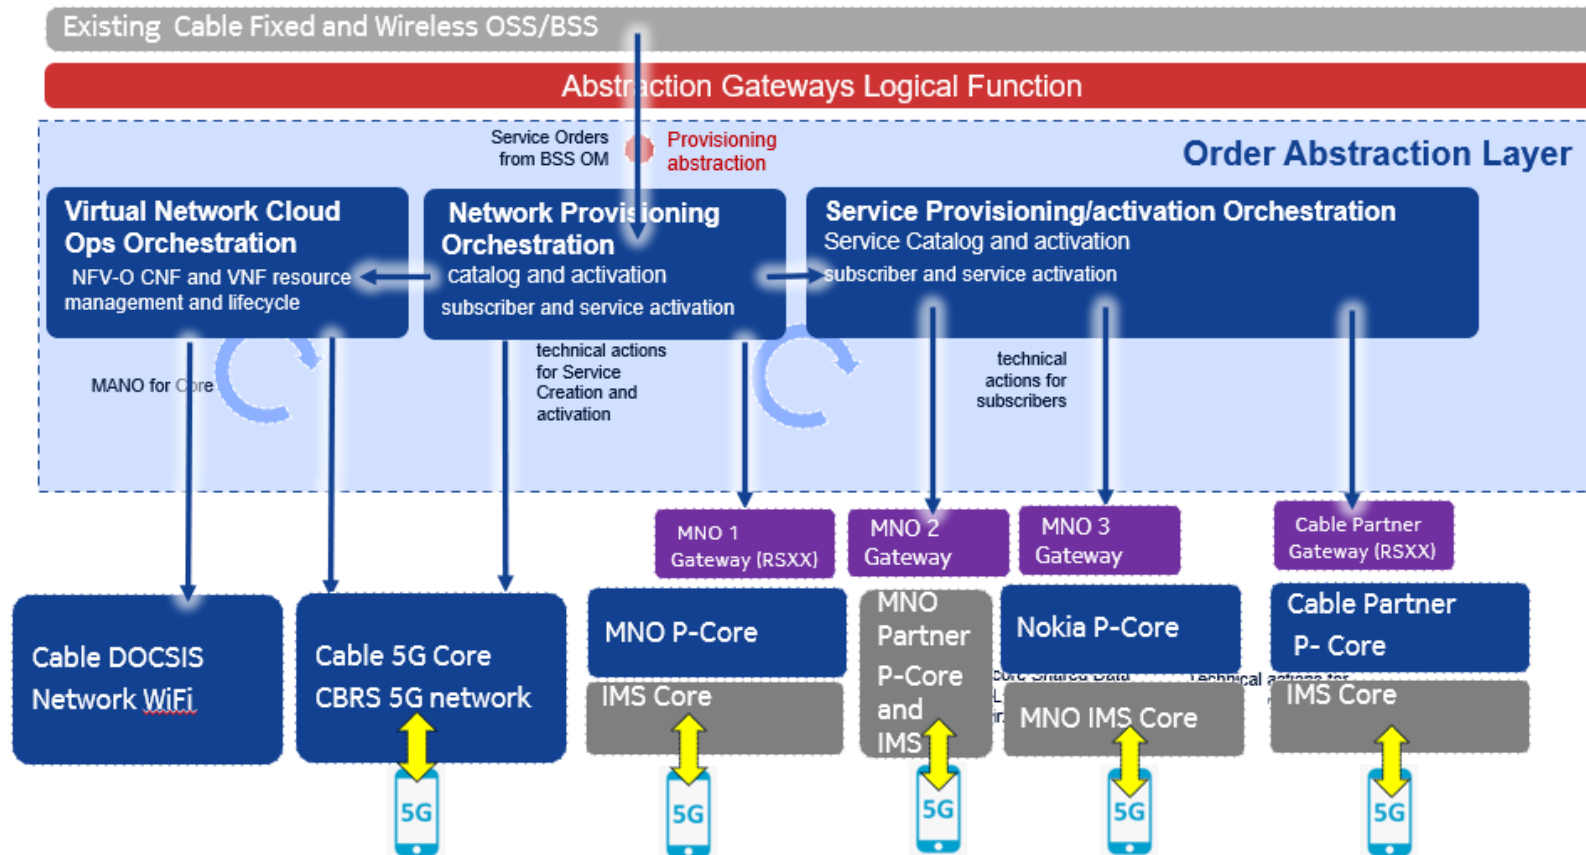 Existing Cable Fixed and Wireless OSS/BSS
Abstraction Gateways Logical Function
Service Orders
from BSS OM
Provisioning
abstraction
Order Abstraction Layer
Virtual Network Cloud
Ops Orchestration
NFV-O CNF and VNF resource
management and lifecycle
Network Provisioning
Orchestration
catalog and activation
subscriber and service activation
Service Provisioning/activation Orchestration
Service Catalog and activation
subscriber and service activation
MANO for Core
technical actions
for Service
Creation and
activation
technical
actions for
subscribers
MNO 1
Gateway (RSXX)
MNO 2
Gateway
MNO 3
Gateway
Cable Partner
Gateway (RSXX)
Cable DOCSIS
Network WiFi
Cable 5G Core
CBRS 5G network
MNO P-Core
IMS Core
MNO
Partner
P-Core
and
IMS
Nokia P-Core
core Shared Data
MNO IMS Core
Technical actions for
Cable Partner
P- Core
IMS Core
5G
5G
5G
5G
5G